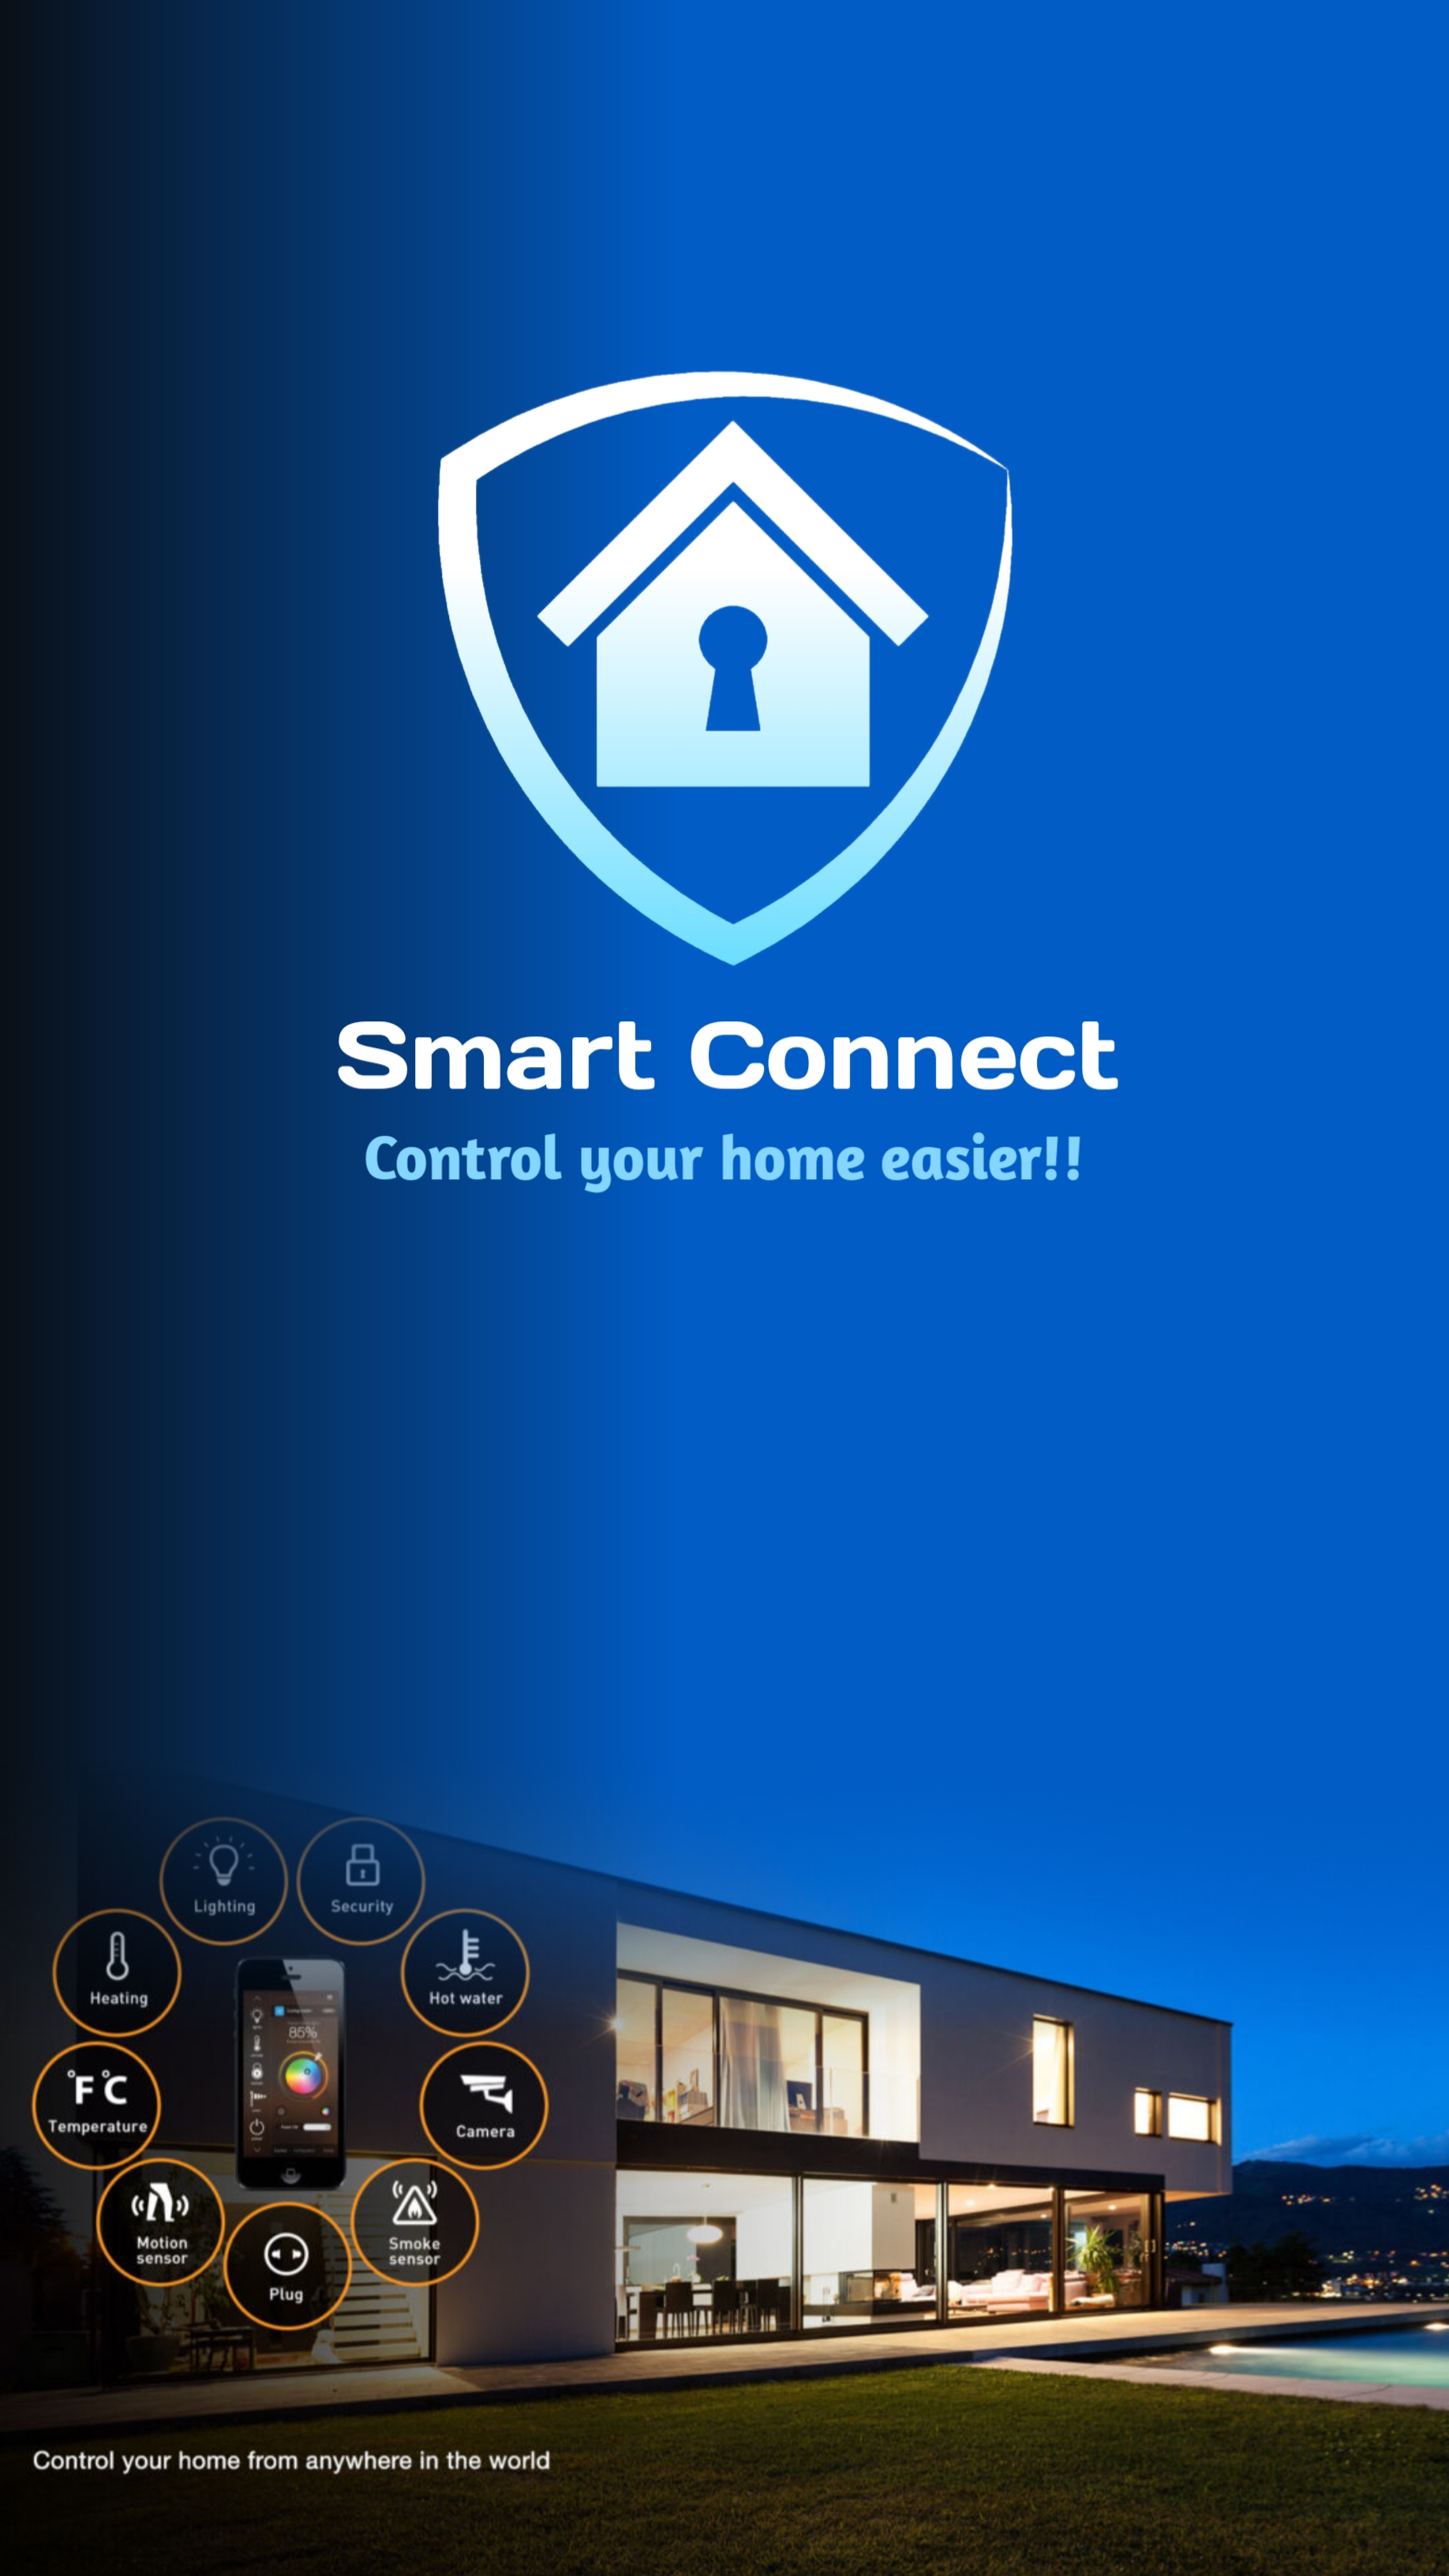 Smart Connect
Control your home easier!!
Lighting
Security
Heating
Hot water
85%
°F °C
Temperature
Camera
Motion
sensor
Smoke
sensor
Plug
Control your home from anywhere in the world